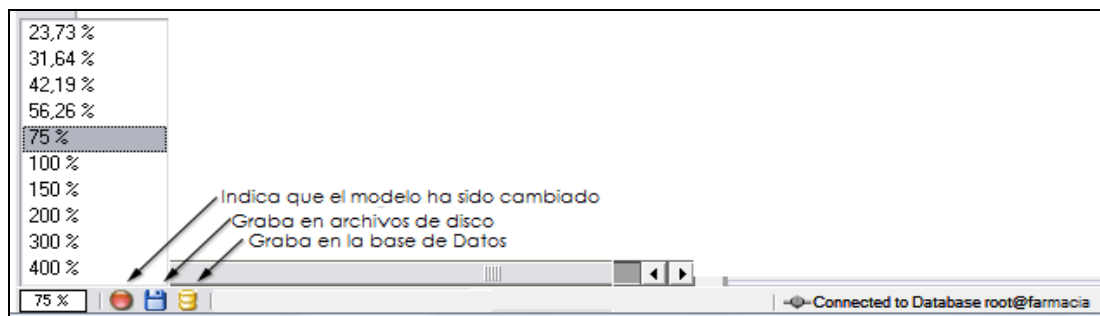 23,73 %
31,64 %
42,19 %
56,26 %
75 %
100 %
150 %
200 %
300 %
400 %
Indica que el modelo ha sido cambiado
Graba en archivos de disco
Graba en la base de Datos
75 %
Connected to Database root@farmacia